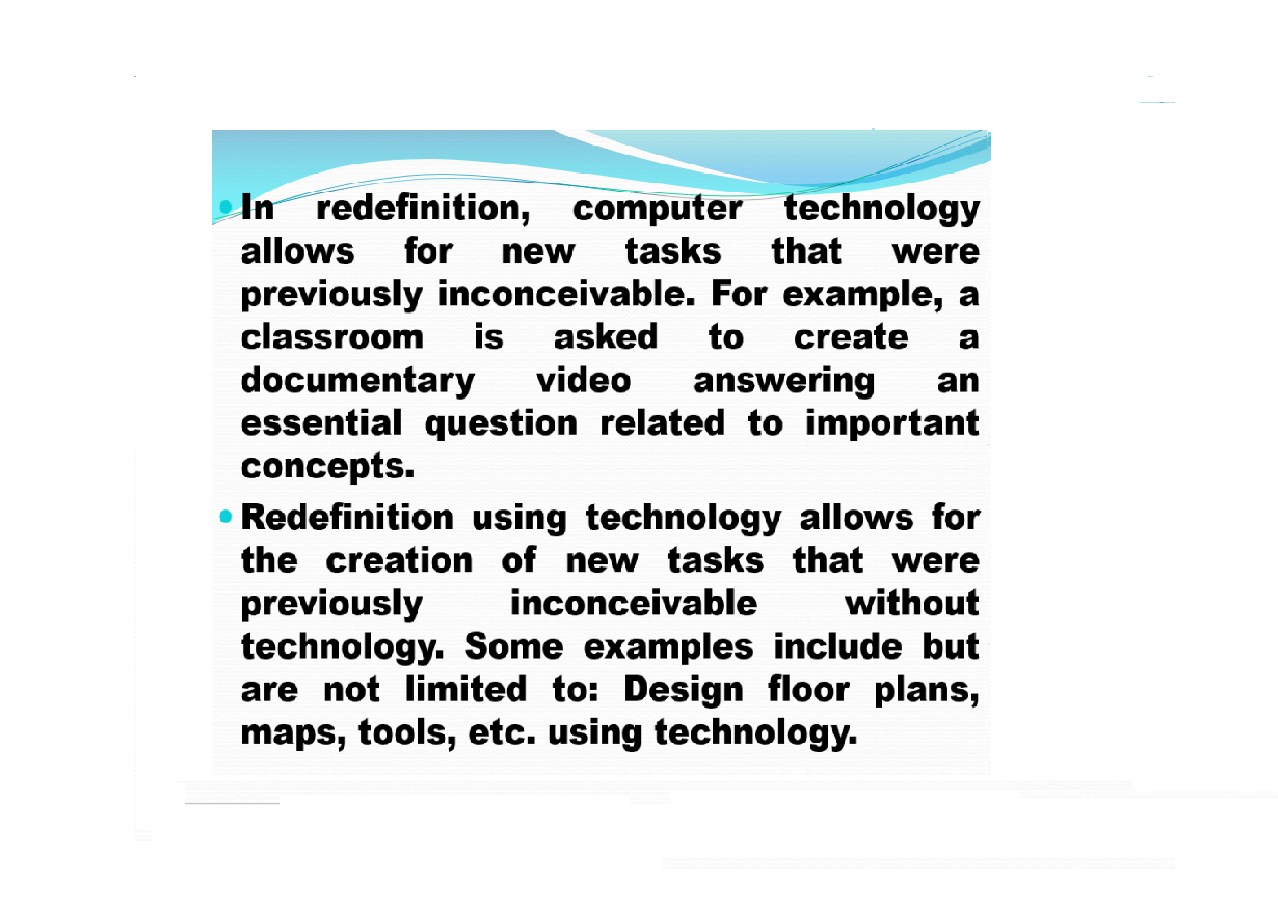 • In redefinition, computer technology
allows for new tasks that were
previously inconceivable. For example, a
classroom is asked to create a
documentary video answering an
essential question related to important
concepts.
• Redefinition using technology allows for
the creation of new tasks that were
previously inconceivable without
technology. Some examples include but
are not limited to: Design floor plans,
maps, tools, etc. using technology.